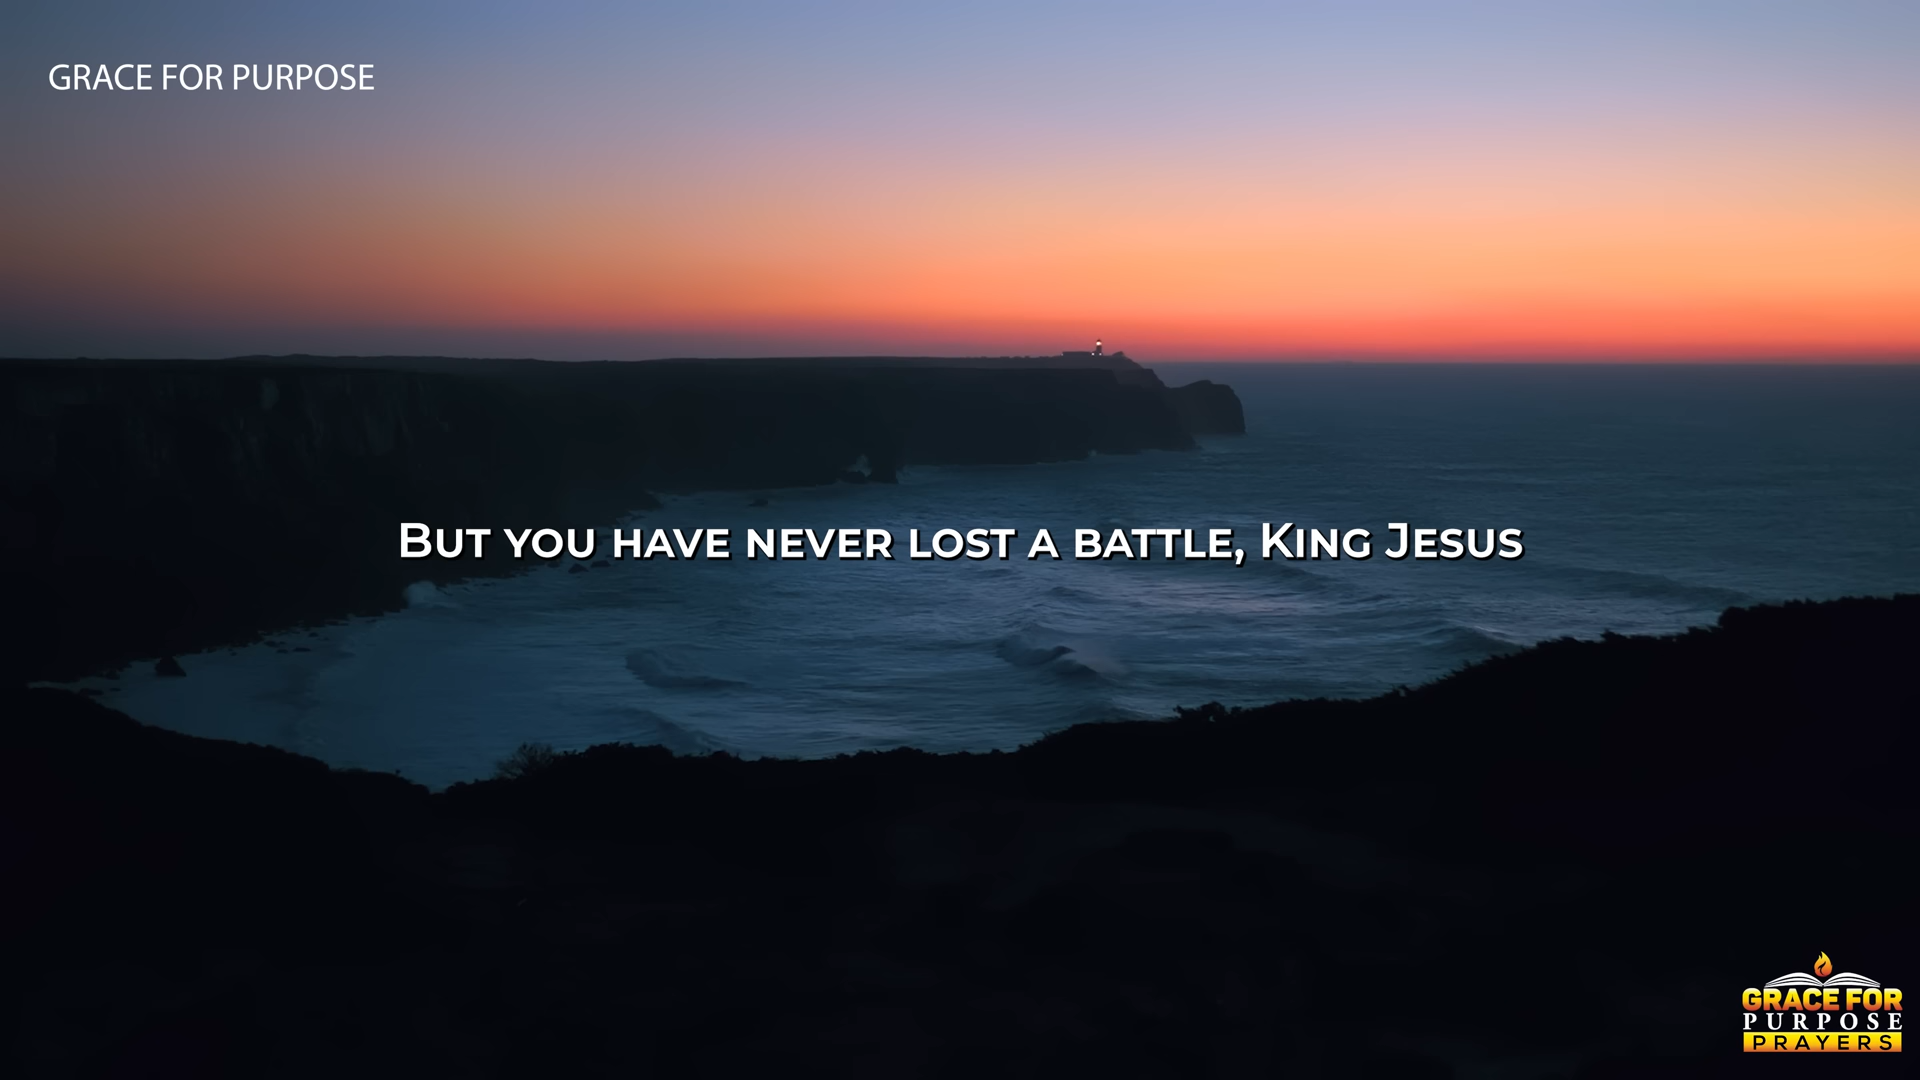 GRACE FOR PURPOSE
But you have never lost a battle, King Jesus
GRACE FOR
PURPOSE
PRAYERS